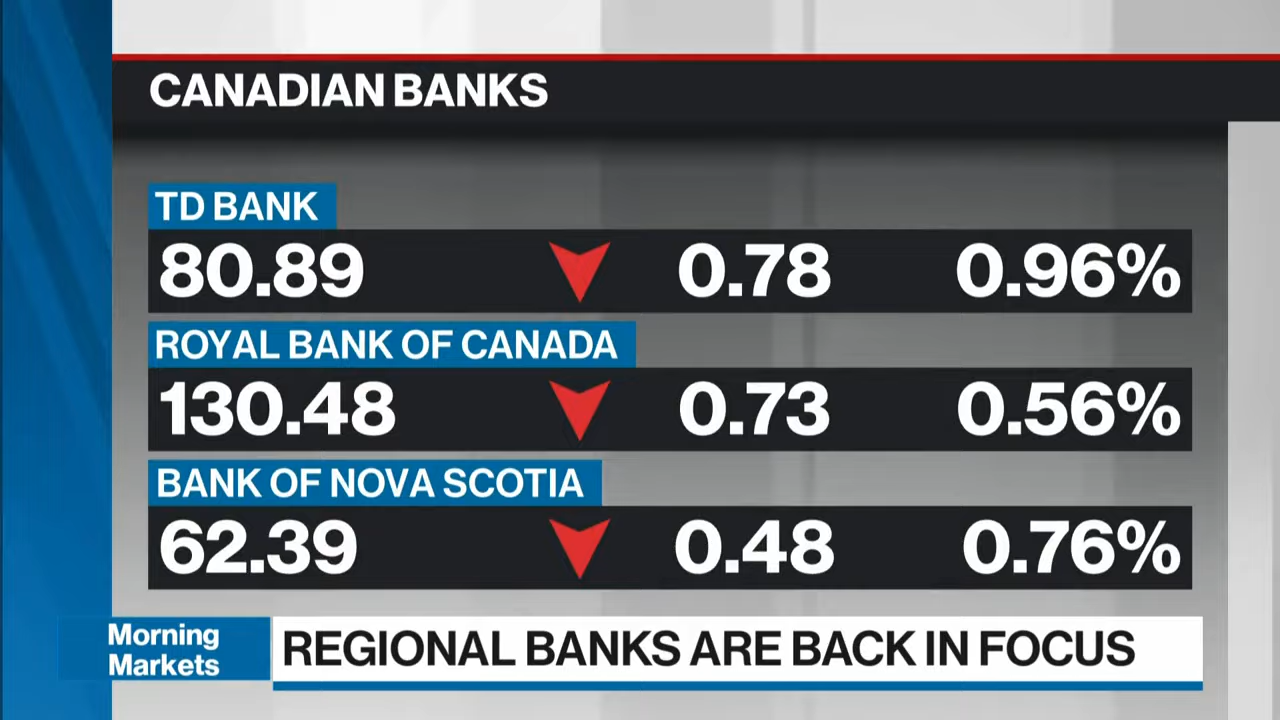 CANADIAN BANKS
TD BANK
80.89 0.78 0.96%
ROYAL BANK OF CANADA
130.48 0.73 0.56%
BANK OF NOVA SCOTIA
62.39 0.48 0.76%
Morning
Markets
REGIONAL BANKS ARE BACK IN FOCUS